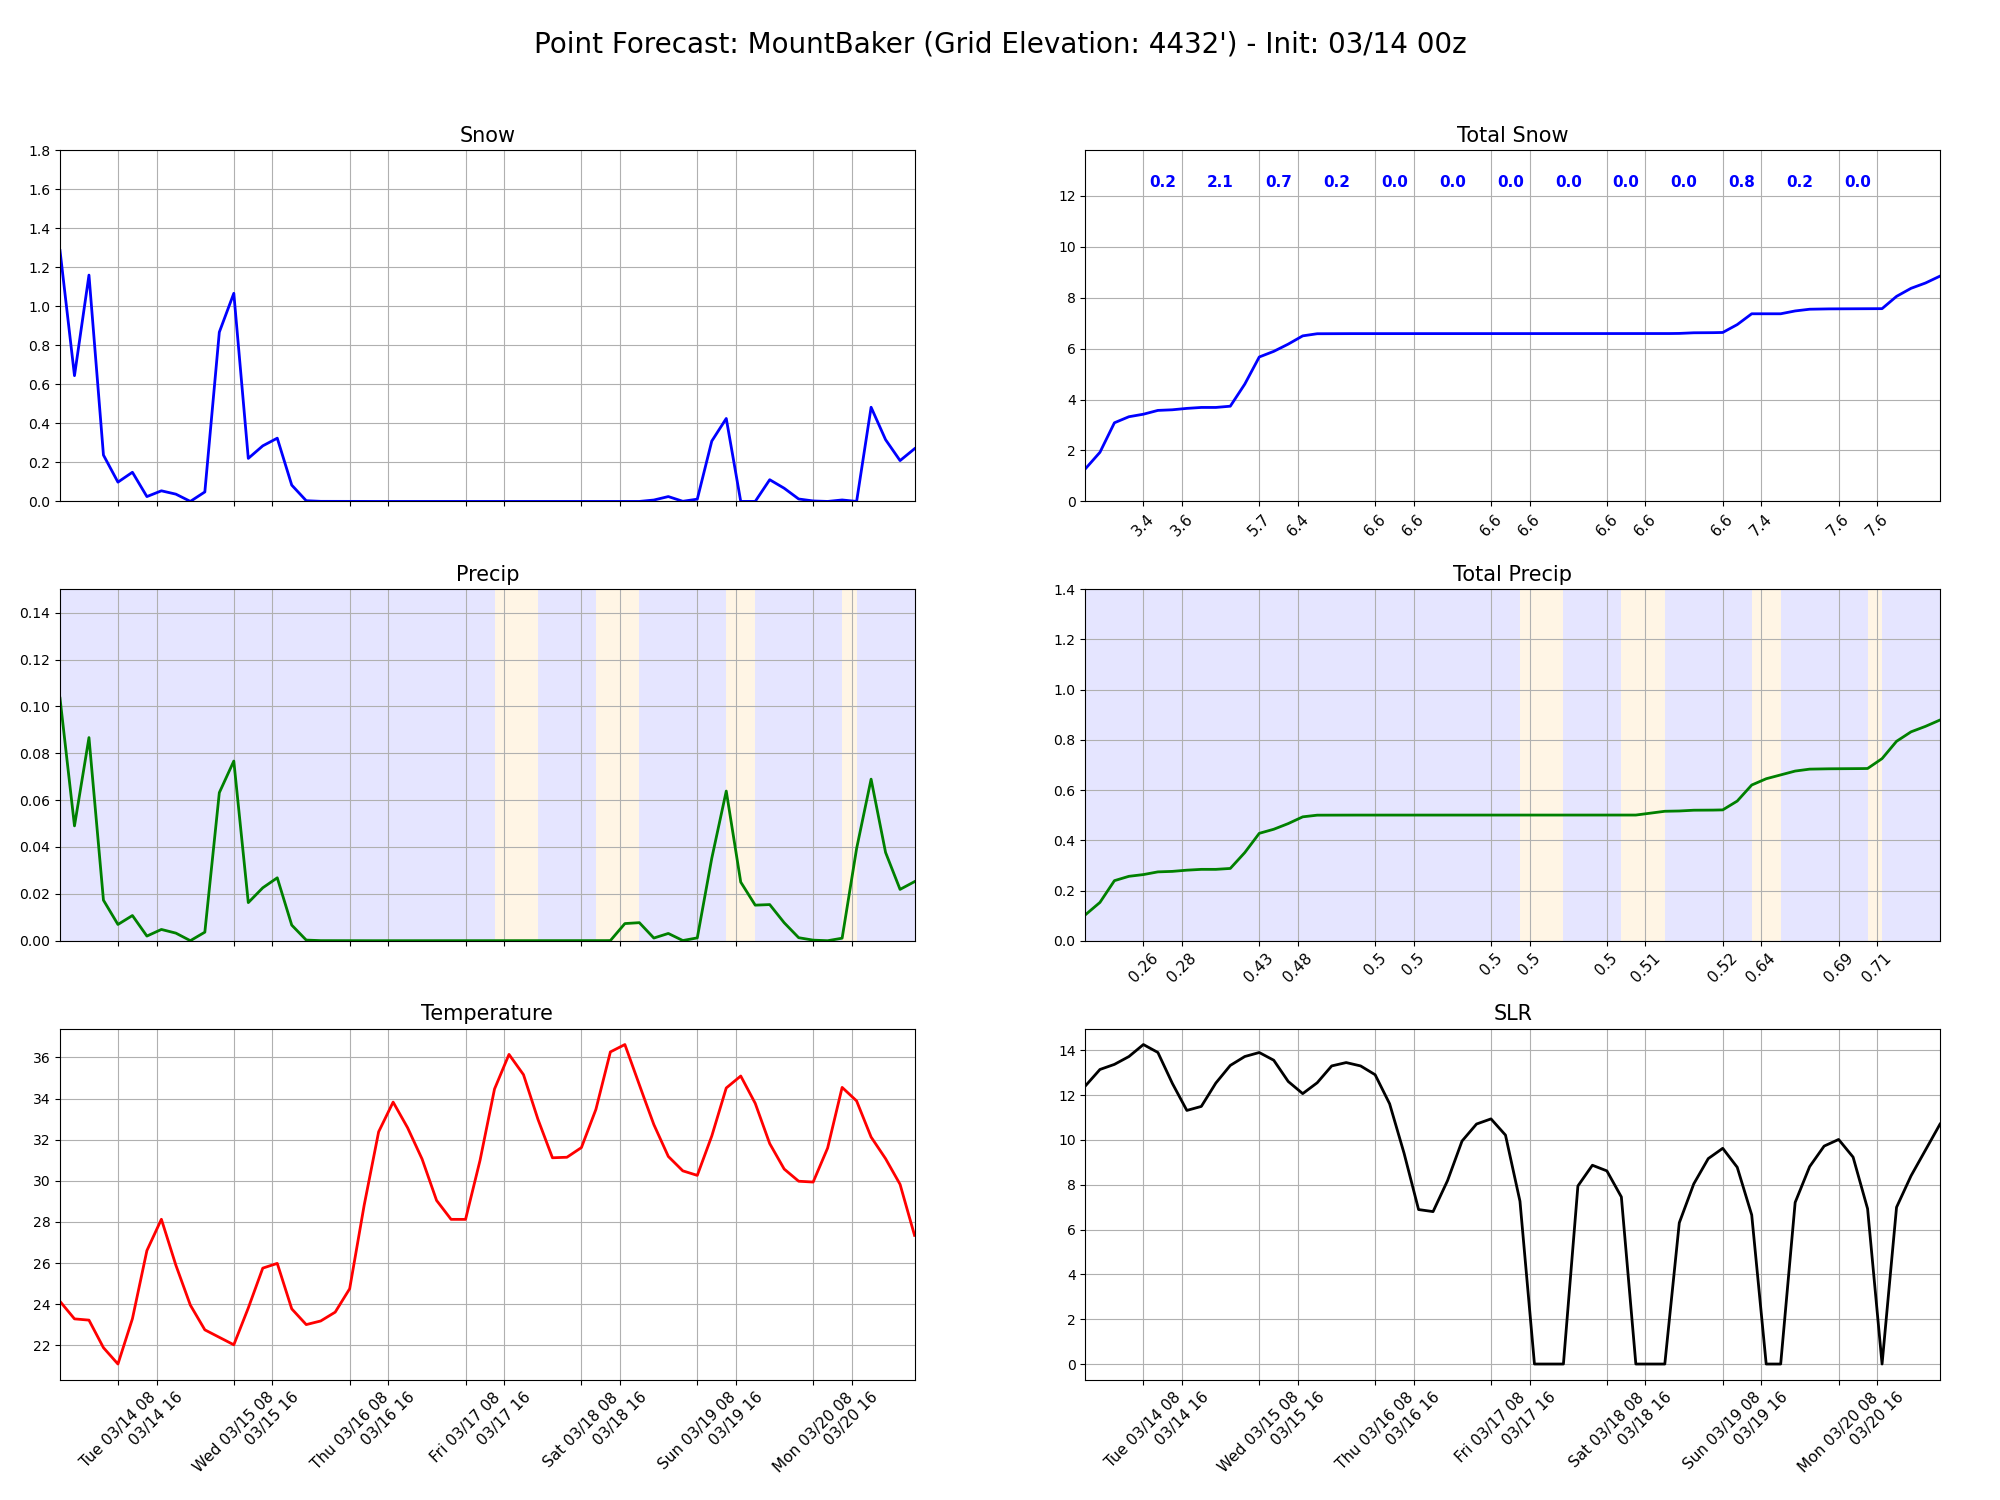 Point Forecast: MountBaker (Grid Elevation: 4432') - Init: 03/14 00z
Snow
1.8
1.6
1.4
1.2
1.0
0.8
0.6
0.4
0.2
0.0
Total Snow
0.2 2.1 0.7 0.2 0.0 0.0 0.0 0.0 0.0 0.0 0.8 0.2 0.0
12
10
8
6
4
2
0
3.4 3.6 5.7 6.4 6.6 6.6 6.6 6.6 6.6 6.6 6.6 7.4 7.6 7.6
Precip
0.14
0.12
0.10
0.08
0.06
0.04
0.02
0.00
Total Precip
1.4
1.2
1.0
0.8
0.6
0.4
0.2
0.0
0.26 0.28 0.43 0.48 0.5 0.5 0.5 0.5 0.5 0.51 0.52 0.64 0.69 0.71
Temperature
36
34
32
30
28
26
24
22
Tue 03/14 08
03/14 16
Wed 03/15 08
03/15 16
Thu 03/16 08
03/16 16
Fri 03/17 08
03/17 16
Sat 03/18 08
03/18 16
Sun 03/19 08
03/19 16
Mon 03/20 08
03/20 16
SLR
14
12
10
8
6
4
2
0
Tue 03/14 08
03/14 16
Wed 03/15 08
03/15 16
Thu 03/16 08
03/16 16
Fri 03/17 08
03/17 16
Sat 03/18 08
03/18 16
Sun 03/19 08
03/19 16
Mon 03/20 08
03/20 16